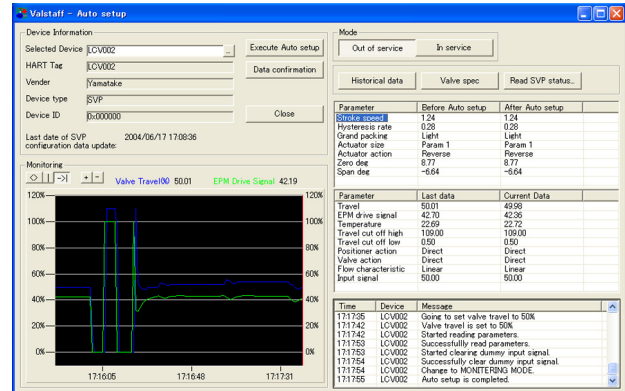 Valstaff - Auto setup
Device Information
Selected Device LCV002 ...
HART Tag LCV002
Vender Yamatake
Device type SVP
Device ID 0x000000
Last date of SVP 2004/06/17 17:08:36
configuration data update:
Execute Auto setup
Data confirmation
Close
Mode
Out of service In service
Historical data Valve spec Read SVP status...
Parameter Before Auto setup After Auto setup
Stroke speed 1.24 1.24
Hysteresis rate 0.28 0.28
Grand packing Light Light
Actuator size Param 1 Param 1
Actuator action Reverse Reverse
Zero deg 8.77 8.77
Span deg -6.64 -6.64
Monitoring
+ - Valve Travel(%) 50.01 EPM Drive Signal 42.19
120% 120%
100% 100%
80% 80%
60% 60%
40% 40%
20% 20%
0% 0%
17:16:05 17:16:48 17:17:31
Parameter Last data Current Data
Travel 50.01 49.98
EPM drive signal 42.70 42.36
Temperature 22.69 22.72
Travel cut off high 109.00 109.00
Travel cut off low 0.50 0.50
Positioner action Direct Direct
Valve action Direct Direct
Flow characteristic Linear Linear
Input signal 50.00 50.00
Time Device Message
17:17:35 LCV002 Going to set valve travel to 50%
17:17:42 LCV002 Valve travel is set to 50%
17:17:42 LCV002 Started reading parameters.
17:17:53 LCV002 Successfully read parameters.
17:17:53 LCV002 Started clearing dummy input signal.
17:17:54 LCV002 Successfully clear dummy input signal.
17:17:54 LCV002 Change to MONITERING MODE.
17:17:55 LCV002 Auto setup is completed.